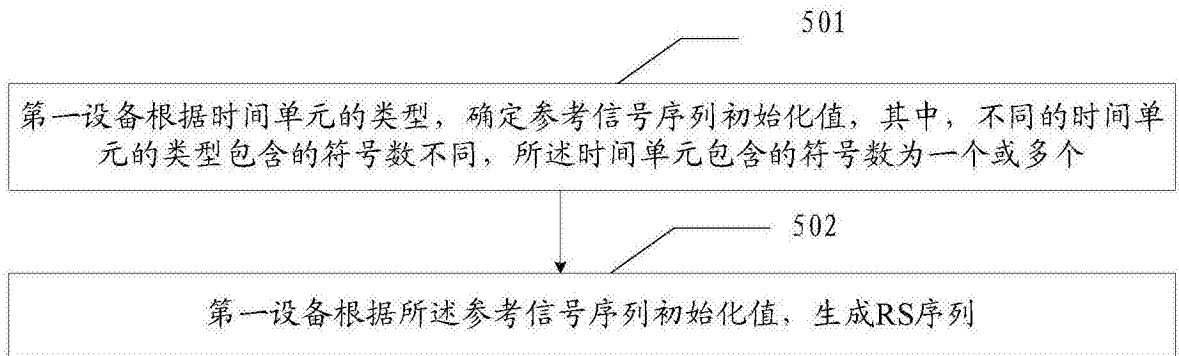 501
第一设备根据时间单元的类型，确定参考信号序列初始化值，其中，不同的时间单
元的类型包含的符号数不同，所述时间单元包含的符号数为一个或多个
502
第一设备根据所述参考信号序列初始化值，生成RS序列